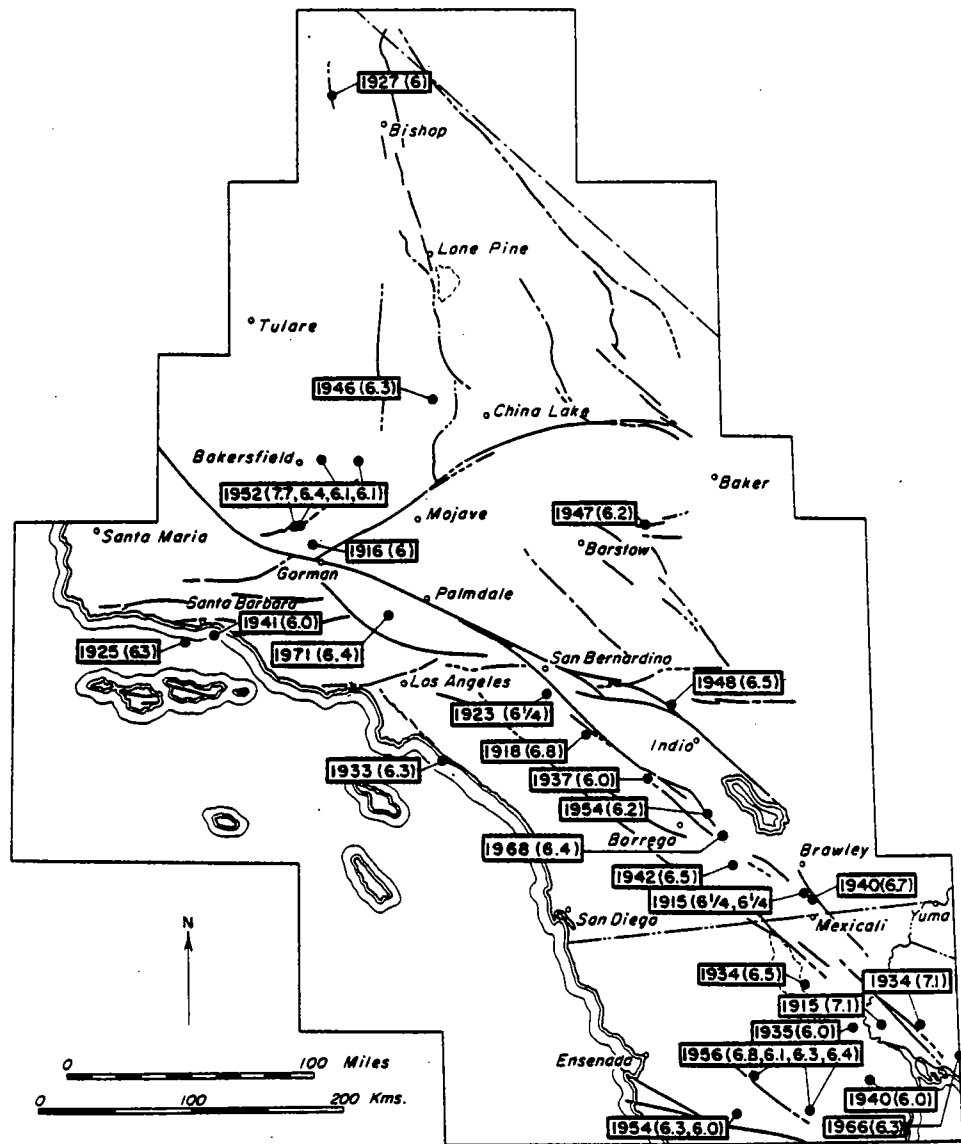 1927 (6)
Bishop
Lone Pine
Tulare
1946 (6.3)
China Lake
Bakersfield
Baker
1952 (7.7, 6.4, 6.1, 6.1)
Mojave
1947 (6.2)
Santa Maria
Barstow
1916 (6)
Gorman
Palmdale
Santa Barbara
1941 (6.0)
1925 (6.3)
1971 (6.4)
San Bernardino
Los Angeles
1948 (6.5)
1923 (6 1/4)
1918 (6.8)
Indio
1933 (6.3)
1937 (6.0)
1954 (6.2)
Borrego
1968 (6.4)
Brawley
1942 (6.5)
1940 (6.7)
1915 (6 1/4, 6 1/4)
San Diego
Mexicali
Yuma
N
1934 (6.5)
1934 (7.1)
1915 (7.1)
1935 (6.0)
Ensenada
1956 (6.8, 6.1, 6.3, 6.4)
0 100 Miles
1940 (6.0)
0 200 Kms.
1954 (6.3, 6.0)
1966 (6.3)